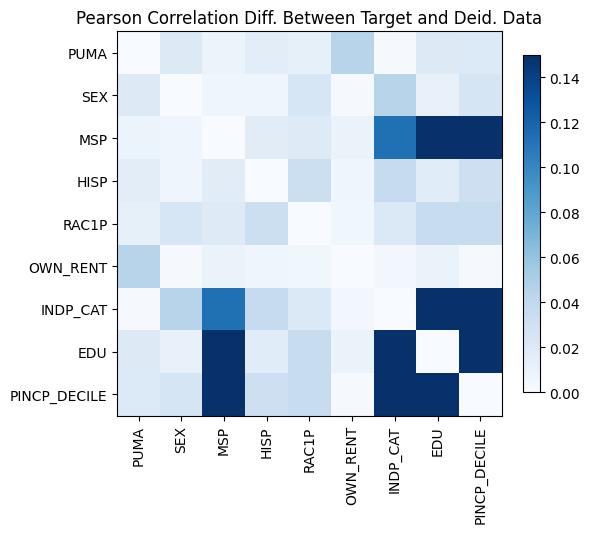 Pearson Correlation Diff. Between Target and Deid. Data
PUMA
SEX
MSP
HISP
RAC1P
OWN_RENT
INDP_CAT
EDU
PINCP_DECILE
PUMA
SEX
MSP
HISP
RAC1P
OWN_RENT
INDP_CAT
EDU
PINCP_DECILE
0.14
0.12
0.10
0.08
0.06
0.04
0.02
0.00